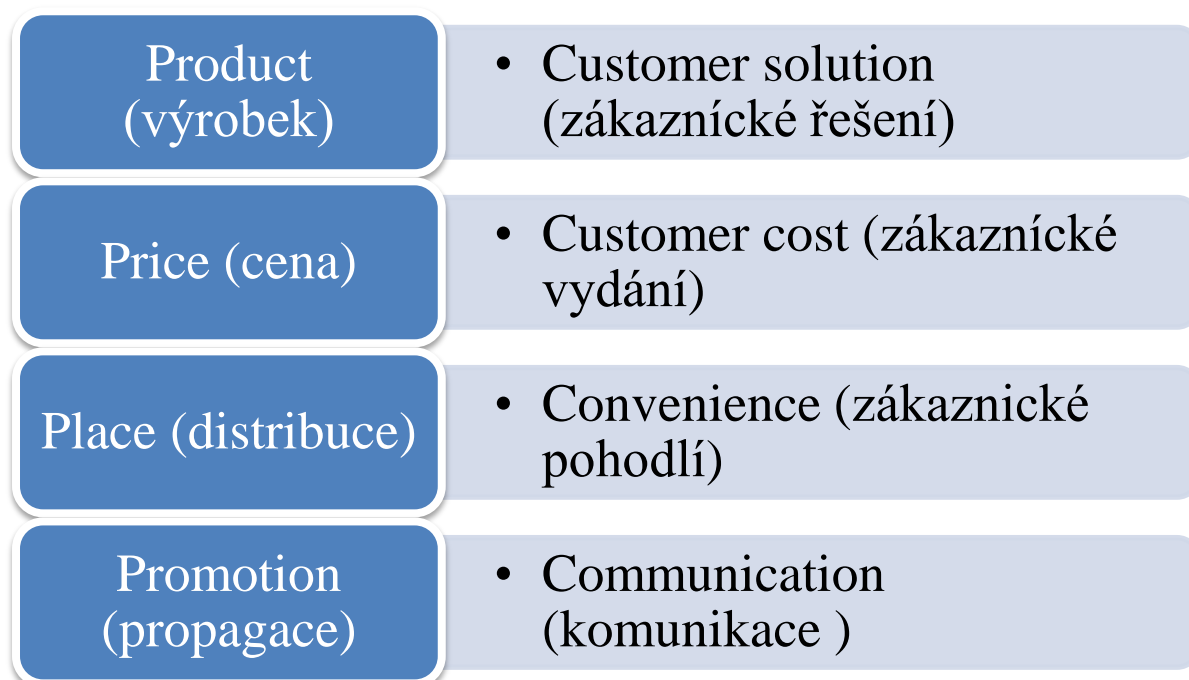 Product
(výrobek)
• Customer solution
(zákaznícké řešení)
Price (cena)
• Customer cost (zákaznícké
vydání)
Place (distribuce)
• Convenience (zákaznické
pohodlí)
Promotion
(propagace)
• Communication
(komunikace )